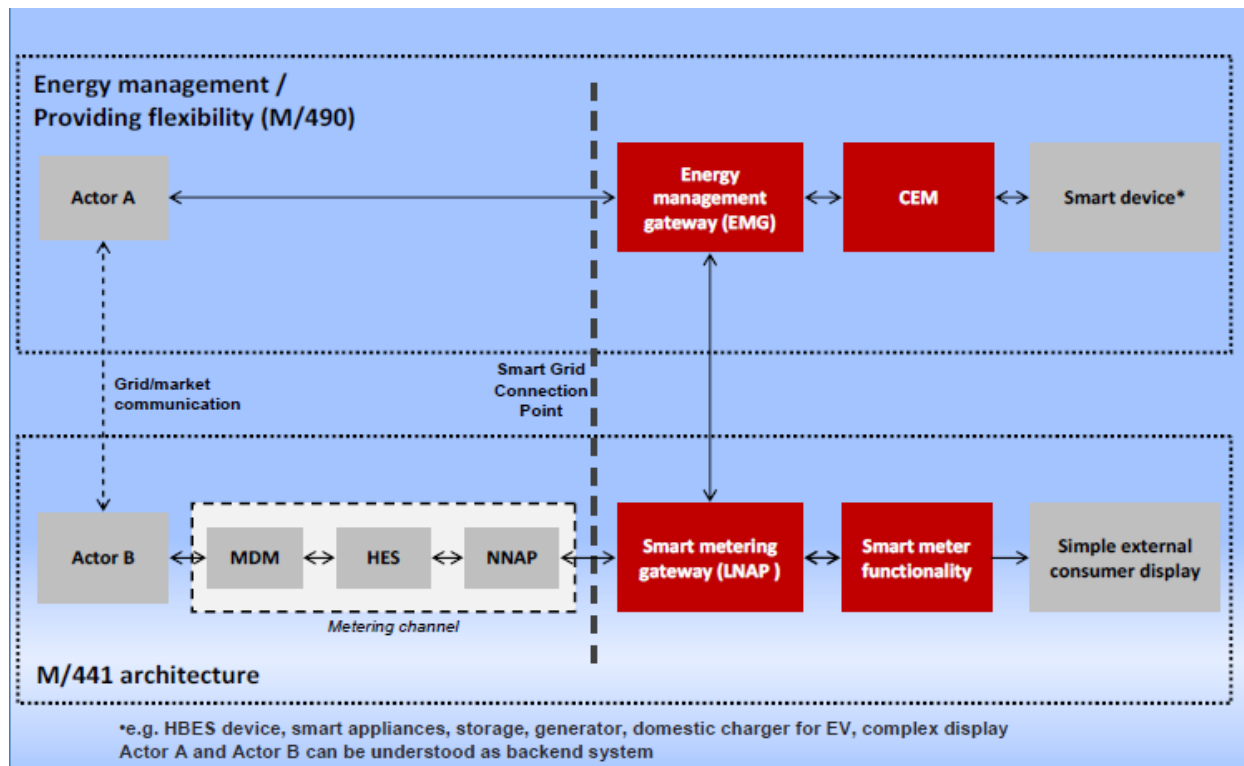 Energy management /
Providing flexibility (M/490)
Actor A
Energy
management
gateway (EMG)
CEM
Smart device*
Grid/market
communication
Smart Grid
Connection
Point
Actor B
MDM
HES
NNAP
Smart metering
gateway (LNAP )
Smart meter
functionality
Simple external
consumer display
Metering channel
M/441 architecture
*e.g. HBES device, smart appliances, storage, generator, domestic charger for EV, complex display
Actor A and Actor B can be understood as backend system